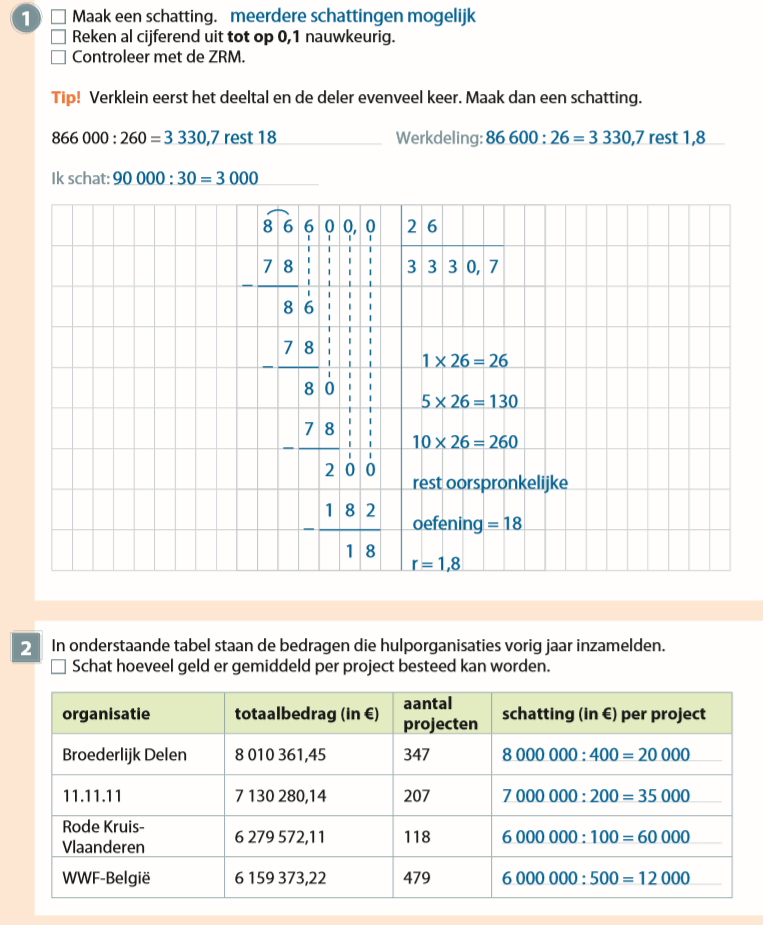 1 Maak een schatting. meerdere schattingen mogelijk
Reken al cijferend uit tot op 0,1 nauwkeurig.
Controleer met de ZRM.
Tip! Verklein eerst het deeltal en de deler evenveel keer. Maak dan een schatting.
866 000 : 260 = 3 330,7 rest 18 Werkdeling: 86 600 : 26 = 3 330,7 rest 1,8
Ik schat: 90 000 : 30 = 3 000
8 6 6 0 0, 0 2 6
– 7 8 3 3 3 0, 7
8 6
– 7 8 1 × 26 = 26
8 0 5 × 26 = 130
– 7 8 10 × 26 = 260
2 0 0 rest oorspronkelijke
– 1 8 2 oefening = 18
1 8 r = 1,8
2 In onderstaande tabel staan de bedragen die hulporganisaties vorig jaar inzamelden.
Schat hoeveel geld er gemiddeld per project besteed kan worden.
organisatie totaalbedrag (in €) aantal projecten schatting (in €) per project
Broederlijk Delen 8 010 361,45 347 8 000 000 : 400 = 20 000
11.11.11 7 130 280,14 207 7 000 000 : 200 = 35 000
Rode Kruis-
Vlaanderen 6 279 572,11 118 6 000 000 : 100 = 60 000
WWF-België 6 159 373,22 479 6 000 000 : 500 = 12 000